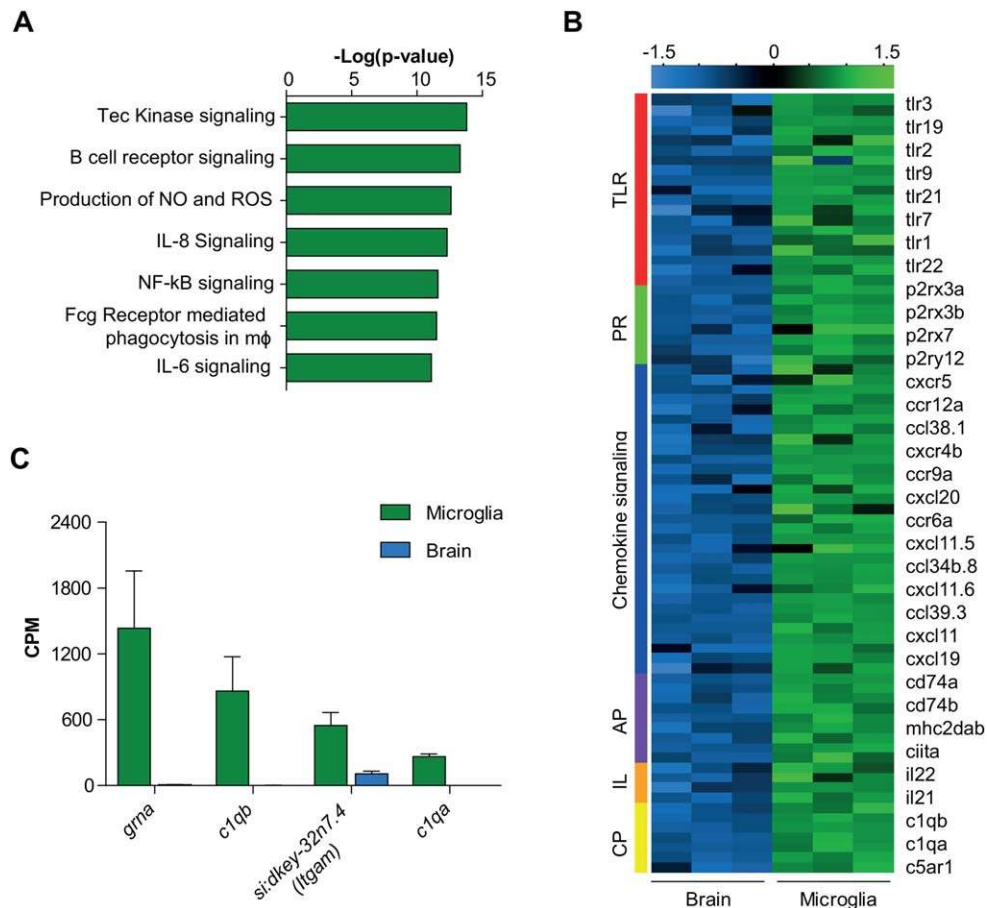 A
-Log(p-value)
0 5 10 15
Tec Kinase signaling
B cell receptor signaling
Production of NO and ROS
IL-8 Signaling
NF-kB signaling
Fcg Receptor mediated
phagocytosis in mϕ
IL-6 signaling
B
-1.5 0 1.5
TLR
PR
Chemokine signaling
AP
IL
CP
tlr3
tlr19
tlr2
tlr9
tlr21
tlr7
tlr1
tlr22
p2rx3a
p2rx3b
p2rx7
p2ry12
cxcr5
ccr12a
ccl38.1
cxcr4b
ccr9a
cxcl20
ccr6a
cxcl11.5
ccl34b.8
cxcl11.6
ccl39.3
cxcl11
cxcl19
cd74a
cd74b
mhc2dab
ciita
il22
il21
c1qb
c1qa
c5ar1
Brain Microglia
C
Microglia
Brain
CPM
2400
1800
1200
600
0
grna
c1qb
si:dkey-32n7.4
(Itgam)
c1qa